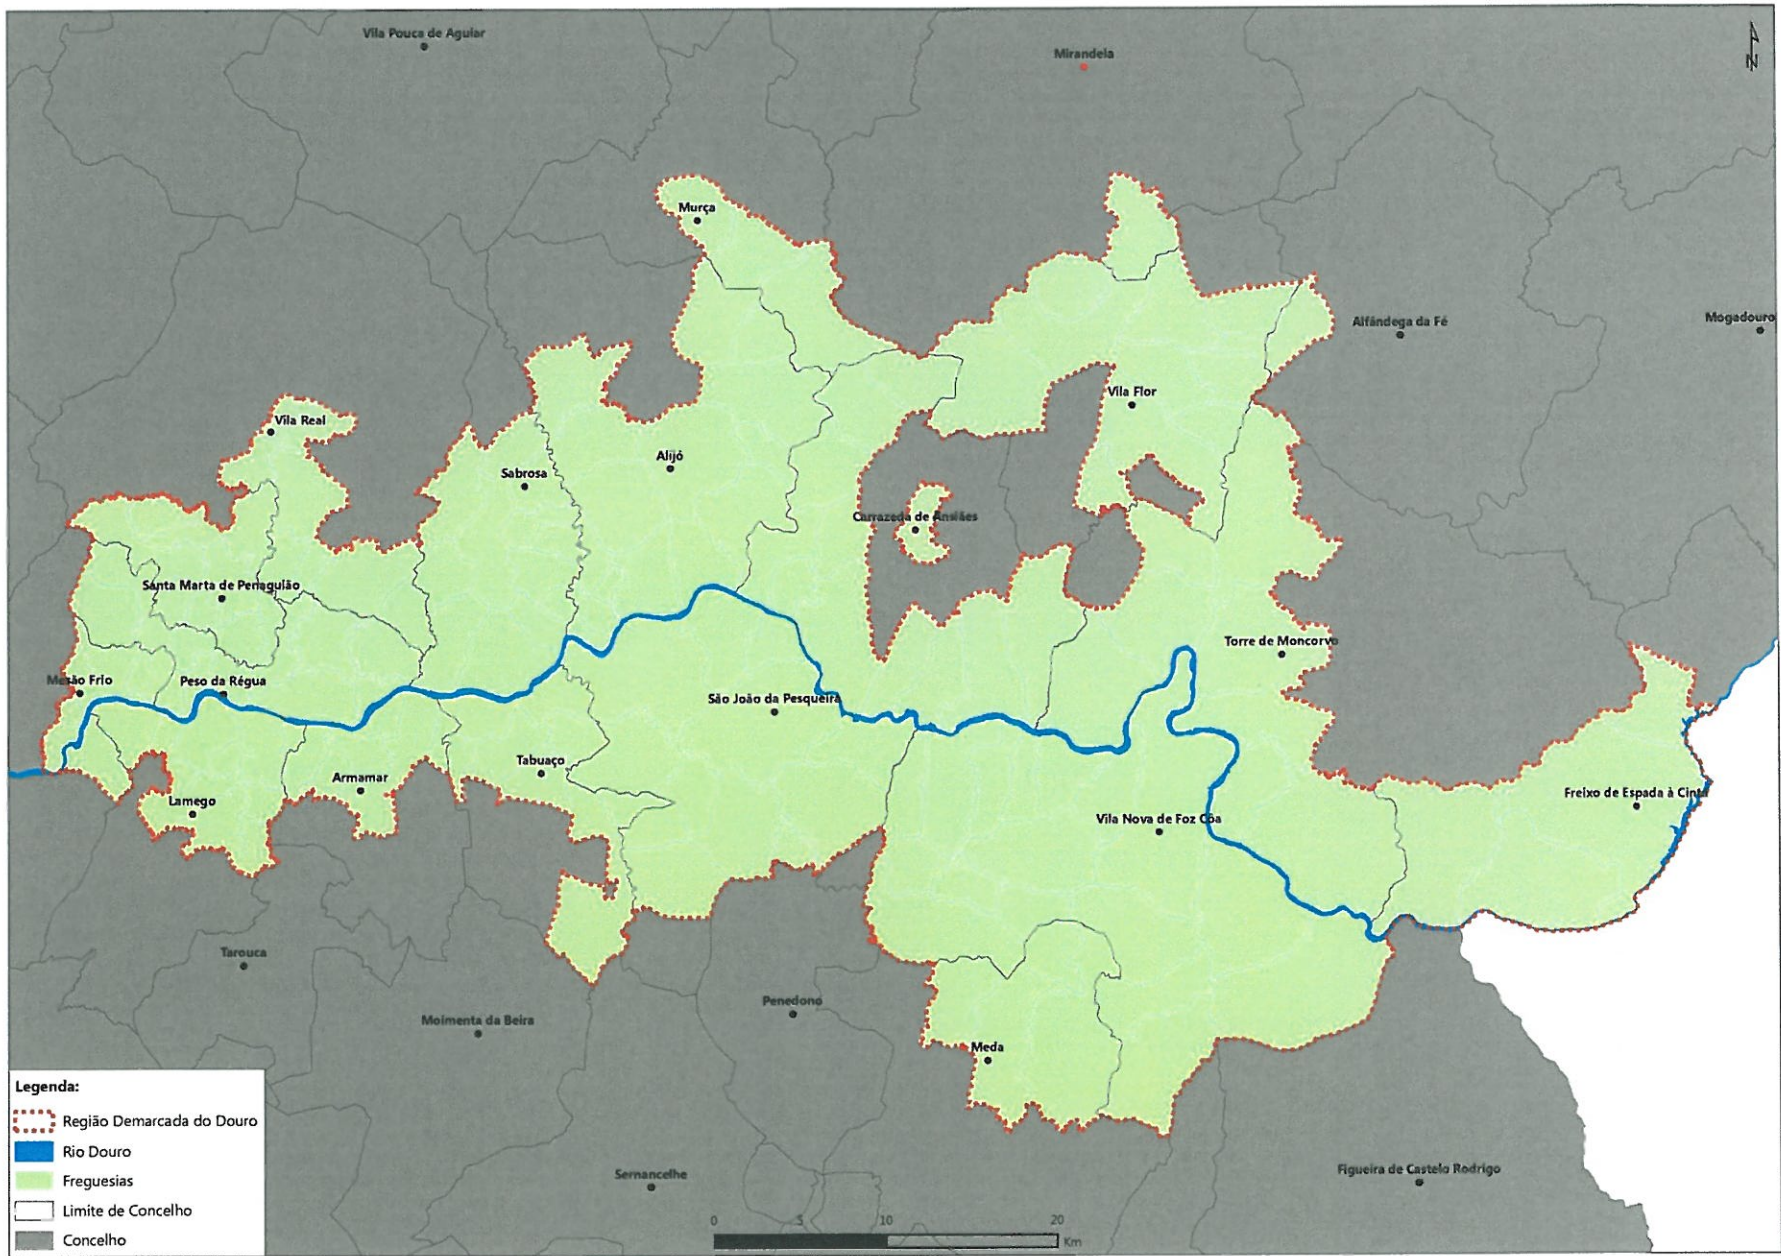 Vila Pouca de Aguiar
Mirandela
N
Murça
Alfândega da Fé
Mogadouro
Vila Flor
Vila Real
Alijó
Sabrosa
Carrazeda de Ansiães
Santa Marta de Penaguião
Torre de Moncorvo
Mesão Frio
Peso da Régua
São João da Pesqueira
Tabuaço
Armamar
Lamego
Freixo de Espada à Cinta
Vila Nova de Foz Côa
Tarouca
Penedono
Moimenta da Beira
Meda
Sernancelhe
Figueira de Castelo Rodrigo
Legenda:
Região Demarcada do Douro
Rio Douro
Freguesias
Limite de Concelho
Concelho
0 5 10 20
Km